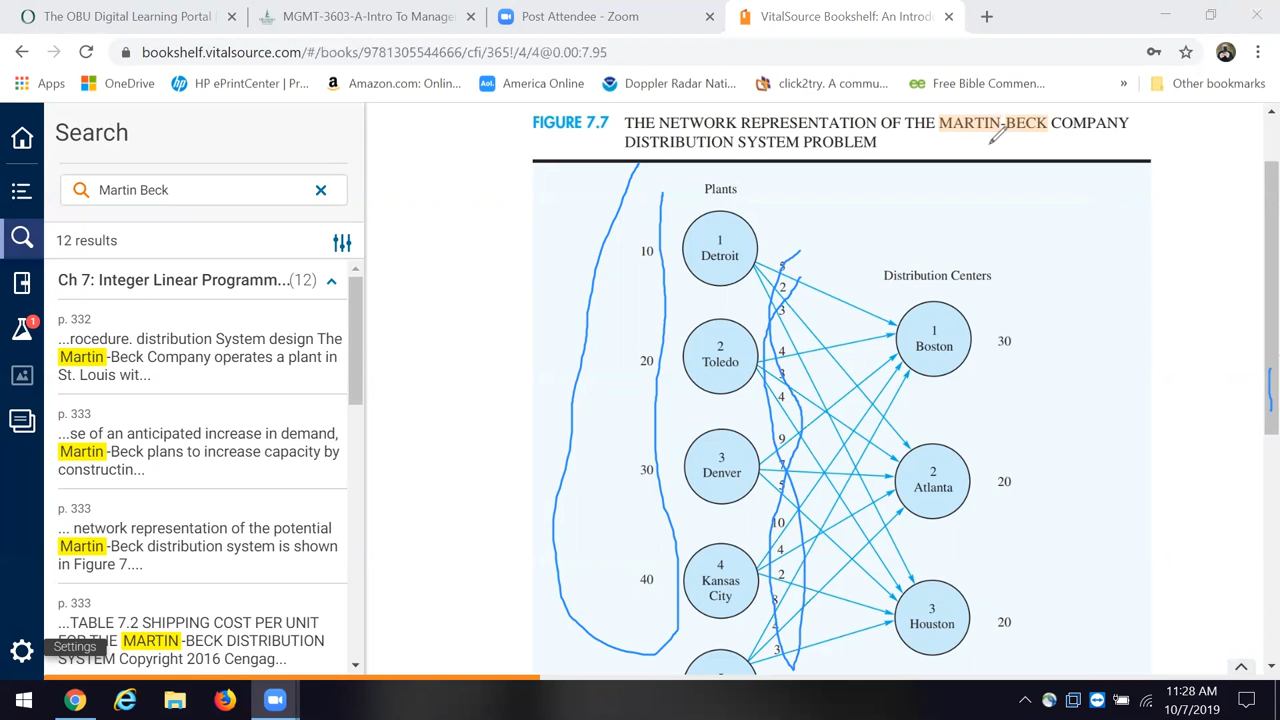 The OBU Digital Learning Portal
MGMT-3603-A-Intro To Manage
Post Attendee - Zoom
VitalSource Bookshelf: An Introd
bookshelf.vitalsource.com/#/books/9781305544666/cfi/365!/4/4@0.00:7.95
Apps
OneDrive
HP ePrintCenter | Pr...
Amazon.com: Onlin...
America Online
Doppler Radar Nati...
click2try. A commu...
Free Bible Commen...
»
Other bookmarks
Search
Martin Beck
12 results
Ch 7: Integer Linear Programm... (12)
p. 332
...rocedure. distribution System design The
Martin-Beck Company operates a plant in
St. Louis wit...
p. 333
...se of an anticipated increase in demand,
Martin-Beck plans to increase capacity by
constructin...
p. 333
... network representation of the potential
Martin-Beck distribution system is shown
in Figure 7....
p. 333
...TABLE 7.2 SHIPPING COST PER UNIT
FOR THE MARTIN-BECK DISTRIBUTION
SYSTEM Copyright 2016 Cengag...
Settings
1
FIGURE 7.7 THE NETWORK REPRESENTATION OF THE MARTIN-BECK COMPANY
DISTRIBUTION SYSTEM PROBLEM
Plants
10
1
Detroit
5
2
3
20
2
Toledo
4
3
4
30
3
Denver
9
7
5
40
4
Kansas
City
10
4
2
8
4
3
Distribution Centers
1
Boston
30
2
Atlanta
20
3
Houston
20
11:28 AM
10/7/2019